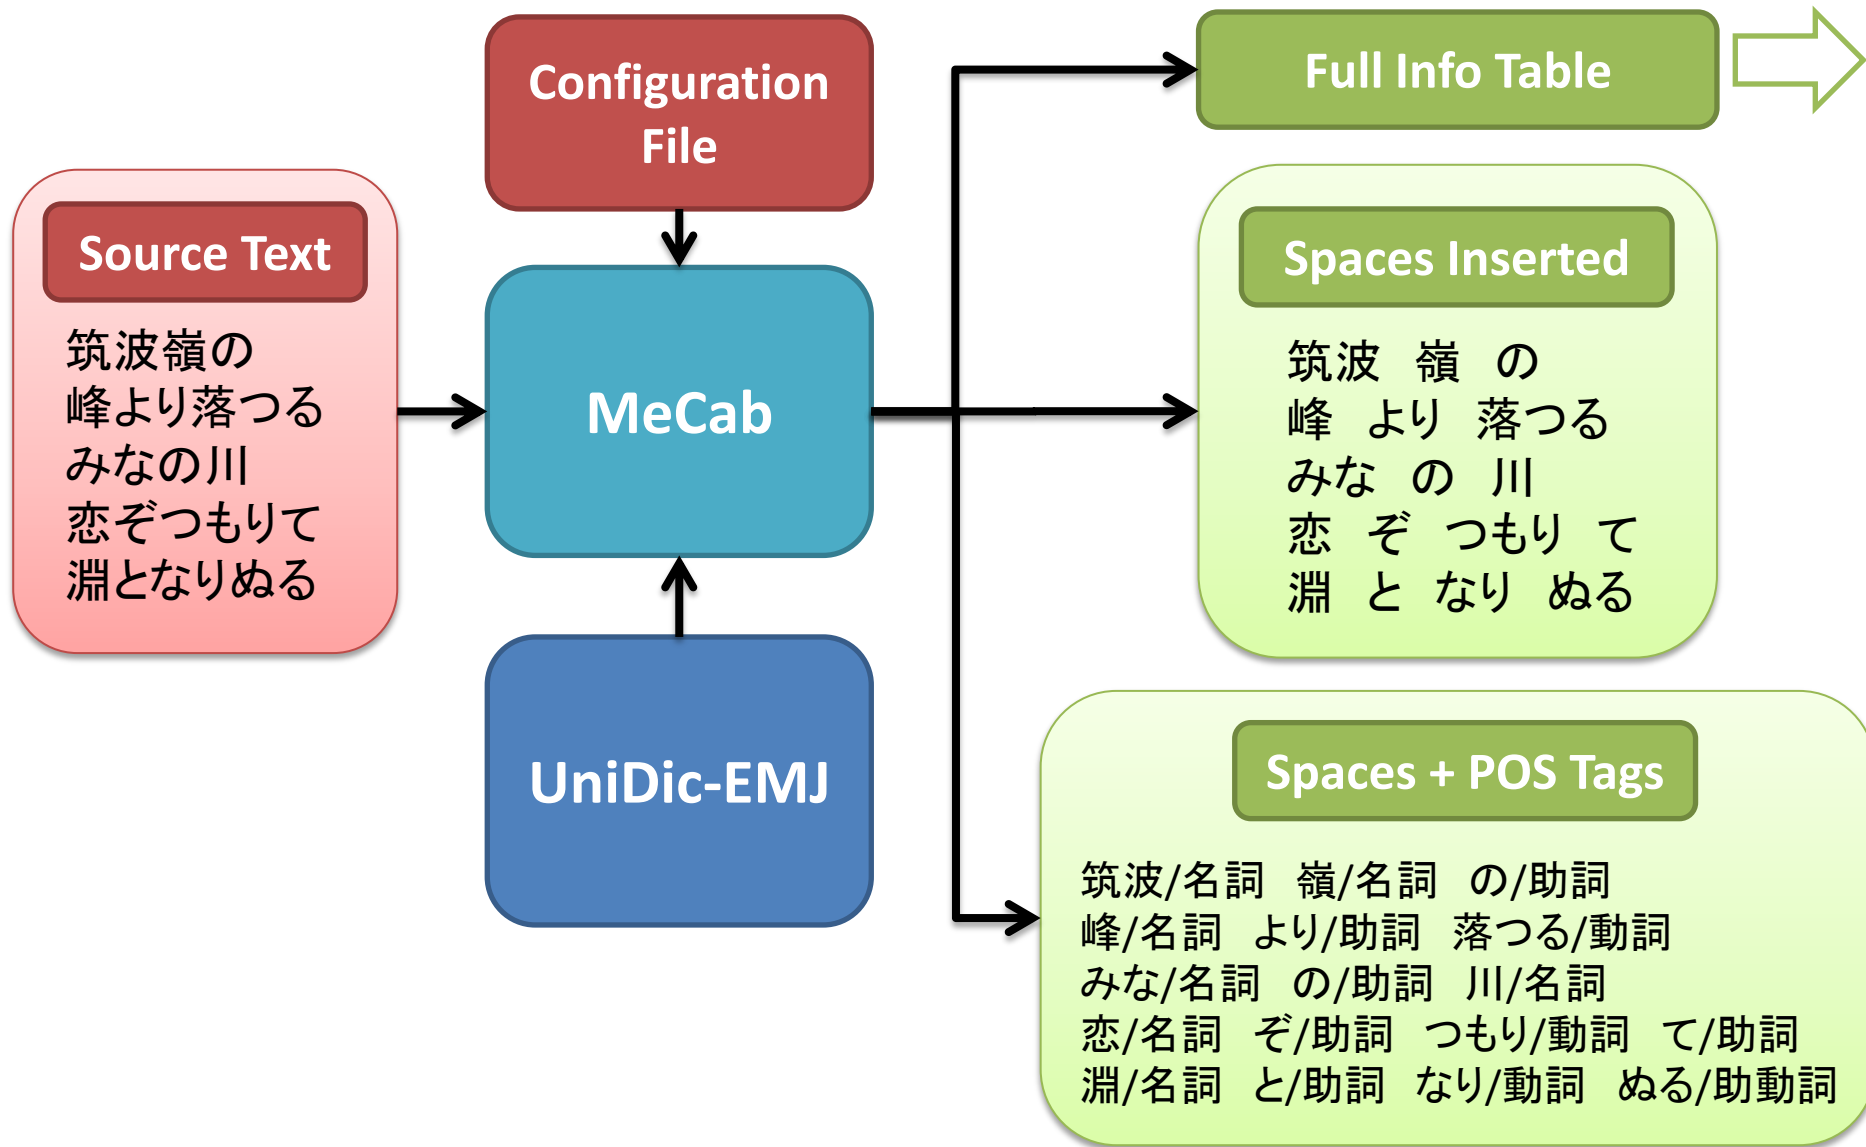 Configuration
File
Source Text
筑波嶺の
峰より落つる
みなの川
恋ぞつもりて
淵となりぬる
MeCab
UniDic-EMJ
Full Info Table
Spaces Inserted
筑波　嶺　の
峰　より　落つる
みな　の　川
恋　ぞ　つもり　て
淵　と　なり　ぬる
Spaces + POS Tags
筑波/名詞　嶺/名詞　の/助詞
峰/名詞　より/助詞　落つる/動詞
みな/名詞　の/助詞　川/名詞
恋/名詞　ぞ/助詞　つもり/動詞　て/助詞
淵/名詞　と/助詞　なり/動詞　ぬる/助動詞